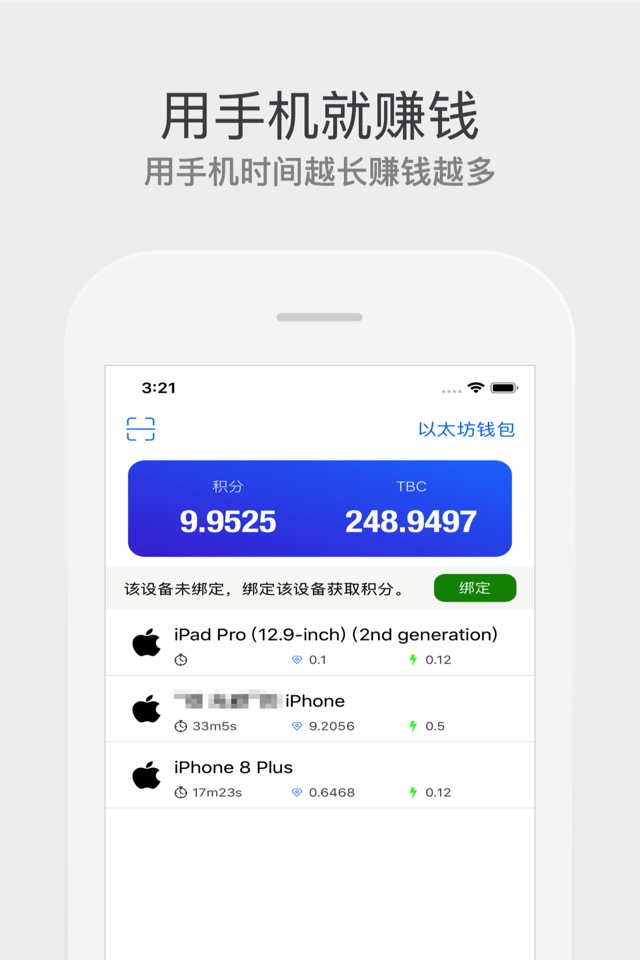 用手机就赚钱
用手机时间越长赚钱越多
3:21
以太坊钱包
积分 TBC
9.9525 248.9497
该设备未绑定，绑定该设备获取积分。 绑定
iPad Pro (12.9-inch) (2nd generation)
0.1 0.12
iPhone
33m5s 9.2056 0.5
iPhone 8 Plus
17m23s 0.6468 0.12